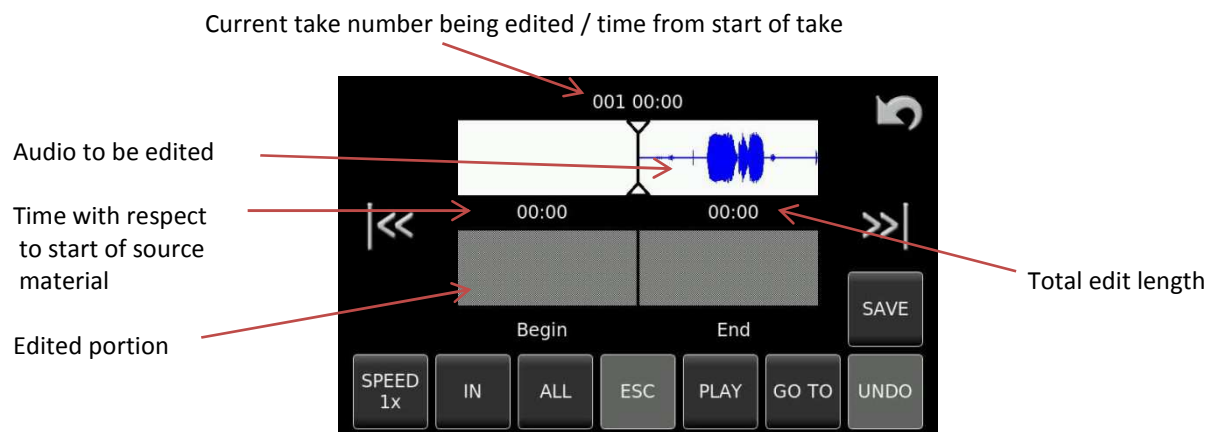 Current take number being edited / time from start of take
001 00:00
Audio to be edited
Time with respect
to start of source
material
|<<
00:00
00:00
>>|
Total edit length
Edited portion
Begin
End
SAVE
SPEED
1x
IN
ALL
ESC
PLAY
GO TO
UNDO